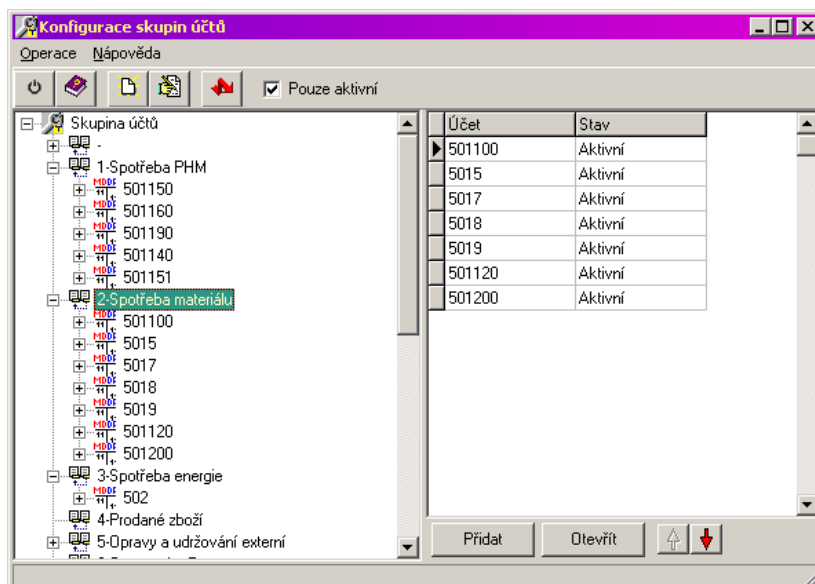 Konfigurace skupin účtů
Operace Nápověda
Pouze aktivní
Skupina účtů
-
1-Spotřeba PHM
501150
501160
501190
501140
501151
2-Spotřeba materiálu
501100
5015
5017
5018
5019
501120
501200
3-Spotřeba energie
502
4-Prodané zboží
5-Opravy a udržování externí
Účet Stav
501100 Aktivní
5015 Aktivní
5017 Aktivní
5018 Aktivní
5019 Aktivní
501120 Aktivní
501200 Aktivní
Přidat Otevřít